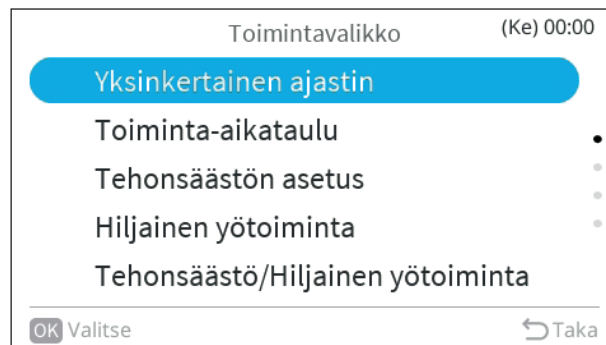 Toimintavalikko (Ke) 00:00
Yksinkertainen ajastin
Toiminta-aikataulu
Tehonsäästön asetus
Hiljainen yötoiminta
Tehonsäästö/Hiljainen yötoiminta
OK Valitse Taka